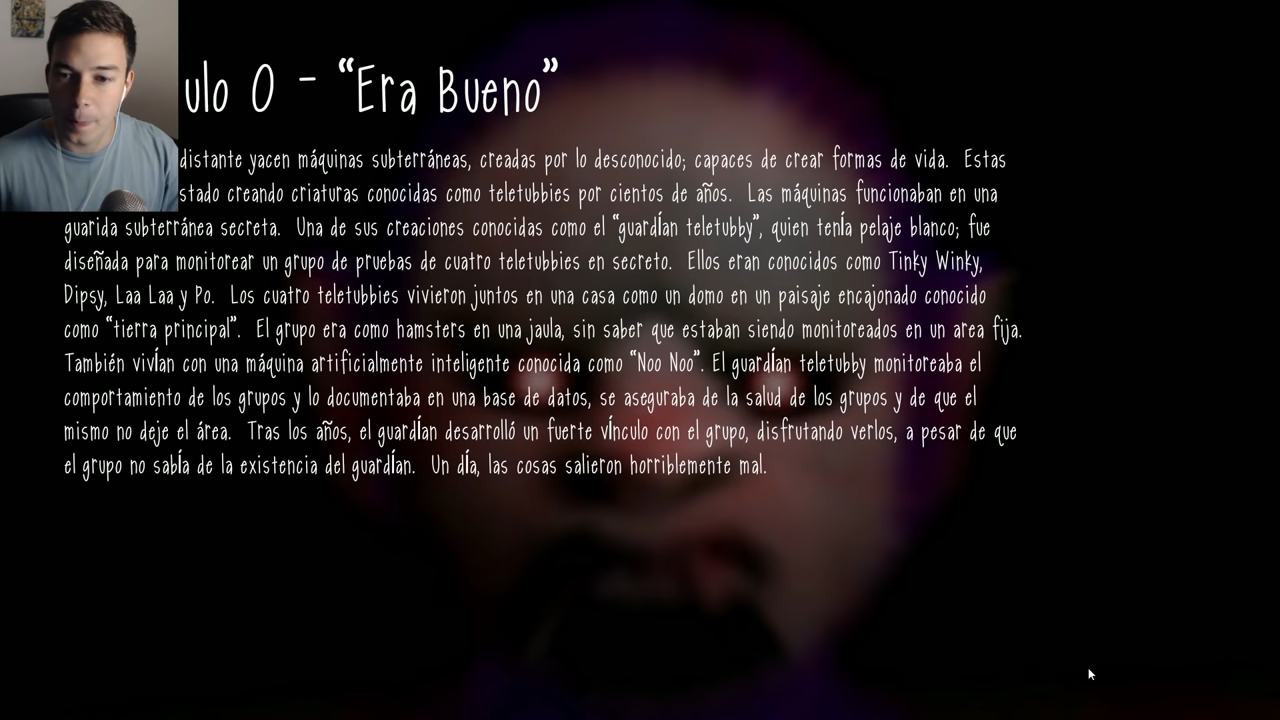 ulo 0 - “Era Bueno”
distante yacen máquinas subterráneas, creadas por lo desconocido; capaces de crear formas de vida. Estas
stado creando criaturas conocidas como teletubbies por cientos de años. Las máquinas funcionaban en una
guarida subterránea secreta. Una de sus creaciones conocidas como el “guardían teletubby”, quien tenía pelaje blanco; fue
diseñada para monitorear un grupo de pruebas de cuatro teletubbies en secreto. Ellos eran conocidos como Tinky Winky,
Dipsy, Laa Laa y Po. Los cuatro teletubbies vivieron juntos en una casa como un domo en un paisaje encajonado conocido
como “tierra principal”. El grupo era como hamsters en una jaula, sin saber que estaban siendo monitoreados en un area fija.
También vivían con una máquina artificialmente inteligente conocida como “Noo Noo”. El guardían teletubby monitoreaba el
comportamiento de los grupos y lo documentaba en una base de datos, se aseguraba de la salud de los grupos y de que el
mismo no deje el área. Tras los años, el guardían desarrolló un fuerte vínculo con el grupo, disfrutando verlos, a pesar de que
el grupo no sabía de la existencia del guardían. Un día, las cosas salieron horriblemente mal.